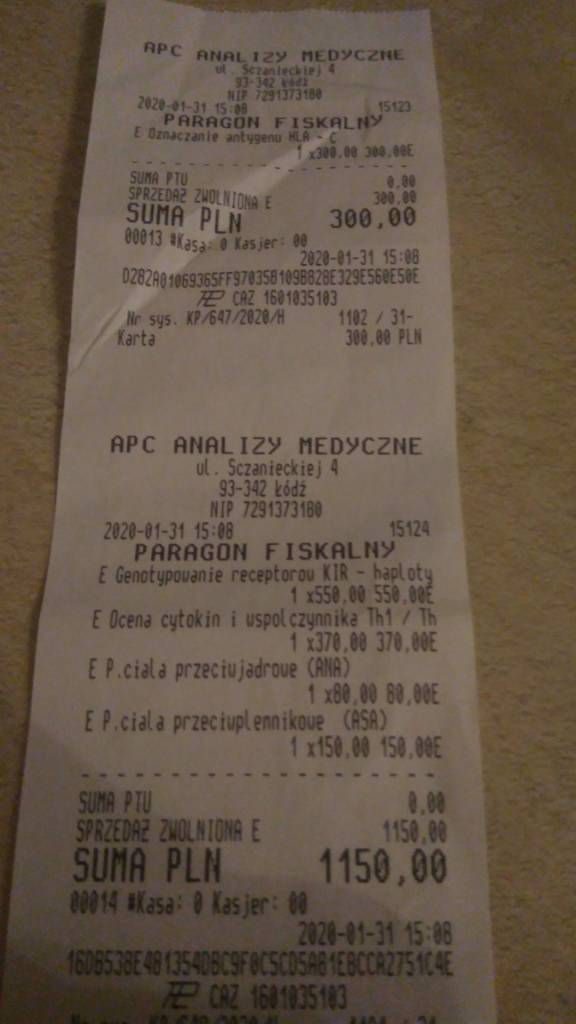 APC ANALIZY MEDYCZNE
ul. Sczanieckiej 4
93-342 Łódź
NIP 7291373180
2020-01-31 15:08 15123
PARAGON FISKALNY
E Oznaczanie antygenu HLA - C
1 x300,00 300,00E
SUMA PTU 0,00
SPRZEDAŻ ZWOLNIONA E 300,00
SUMA PLN 300,00
00013 #Kasa: 0 Kasjer: 00
2020-01-31 15:08
D282A01069365FF970358109B828E329E560E50E
CAZ 1601035103
Nr sys. KP/647/2020/H 1102 / 31-
Karta 300,00 PLN
APC ANALIZY MEDYCZNE
ul. Sczanieckiej 4
93-342 Łódź
NIP 7291373180
2020-01-31 15:08 15124
PARAGON FISKALNY
E Genotypowanie receptorow KIR - haploty
1 x550,00 550,00E
E Ocena cytokin i wspolczynnika Th1 / Th
1 x370,00 370,00E
E P.ciala przeciwjadrowe (ANA)
1 x80,00 80,00E
E P.ciala przeciwplemnikowe (ASA)
1 x150,00 150,00E
SUMA PTU 0,00
SPRZEDAŻ ZWOLNIONA E 1150,00
SUMA PLN 1150,00
00014 #Kasa: 0 Kasjer: 00
2020-01-31 15:08
16DB538E481354DBC9F0C5CD5A81EBCCA2751C4E
CAZ 1601035103